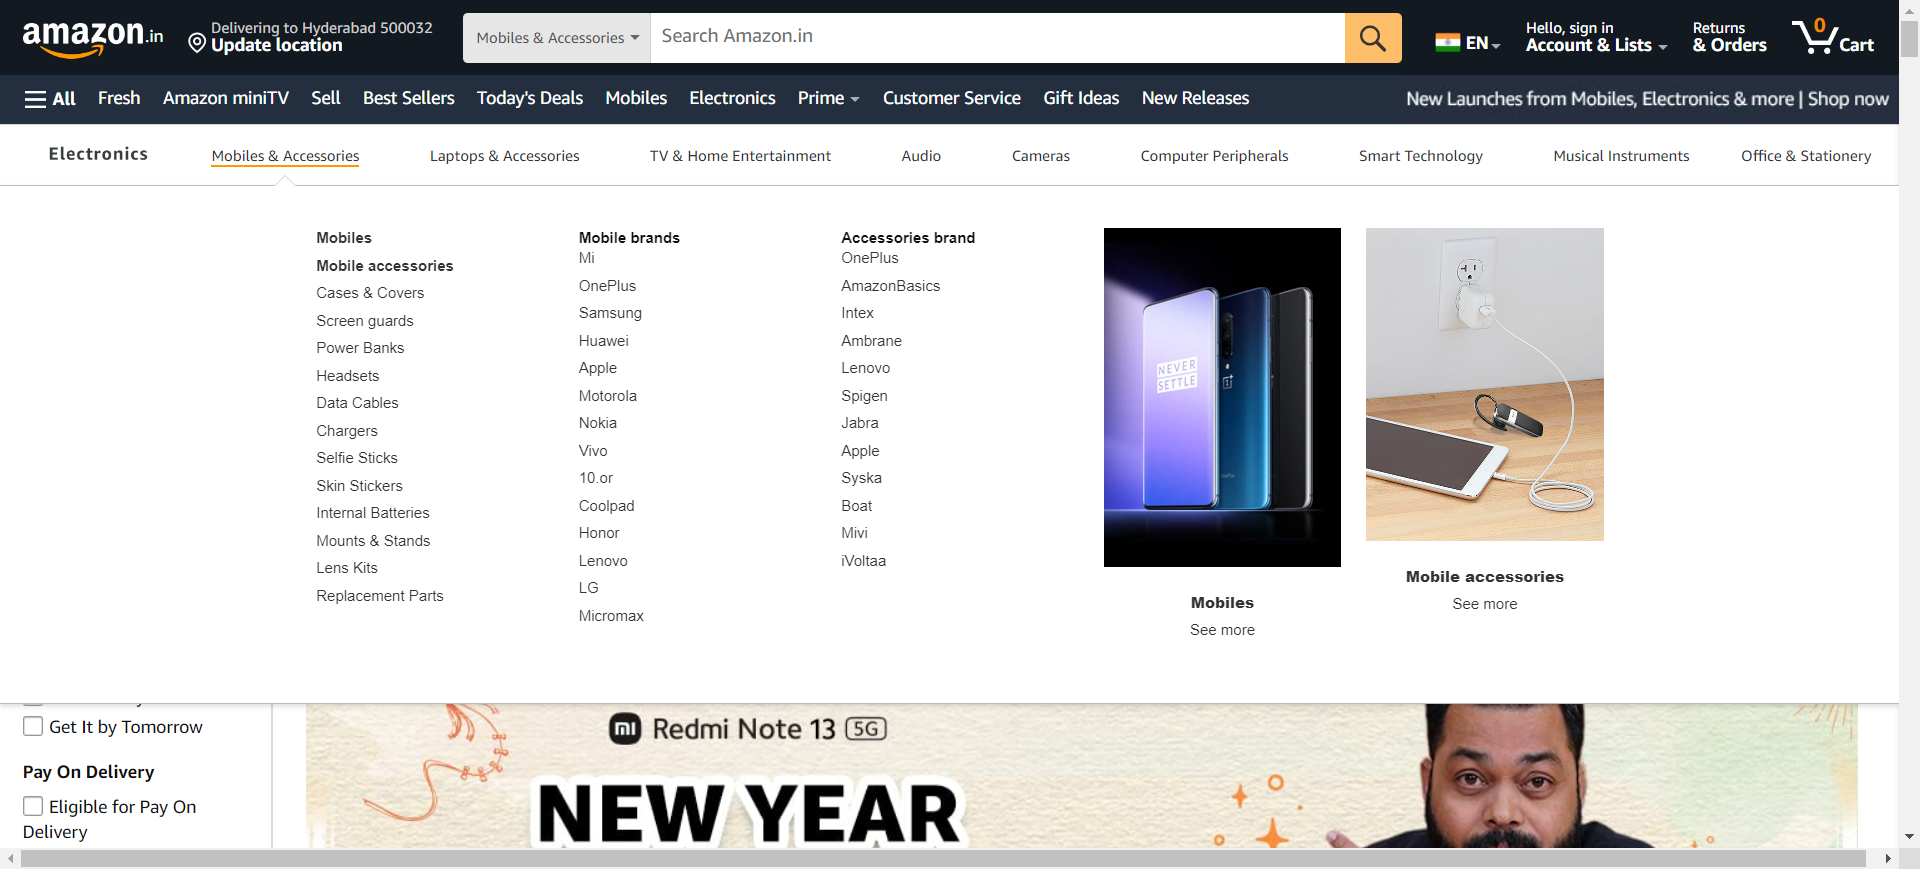 amazon.in
Delivering to Hyderabad 500032
Update location
Mobiles & Accessories
Search Amazon.in
EN
Hello, sign in
Account & Lists
Returns
& Orders
0
Cart
All
Fresh
Amazon miniTV
Sell
Best Sellers
Today's Deals
Mobiles
Electronics
Prime
Customer Service
Gift Ideas
New Releases
New Launches from Mobiles, Electronics & more | Shop now
Electronics
Mobiles & Accessories
Laptops & Accessories
TV & Home Entertainment
Audio
Cameras
Computer Peripherals
Smart Technology
Musical Instruments
Office & Stationery
Mobiles
Mobile accessories
Cases & Covers
Screen guards
Power Banks
Headsets
Data Cables
Chargers
Selfie Sticks
Skin Stickers
Internal Batteries
Mounts & Stands
Lens Kits
Replacement Parts
Mobile brands
Mi
OnePlus
Samsung
Huawei
Apple
Motorola
Nokia
Vivo
10.or
Coolpad
Honor
Lenovo
LG
Micromax
Accessories brand
OnePlus
AmazonBasics
Intex
Ambrane
Lenovo
Spigen
Jabra
Apple
Syska
Boat
Mivi
iVoltaa
NEVER
SETTLE
Mobiles
See more
Mobile accessories
See more
Get It by Tomorrow
Pay On Delivery
Eligible for Pay On
Delivery
mi Redmi Note 13 5G
NEW YEAR